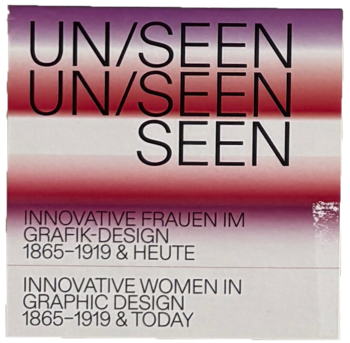 UN/SEEN
UN/SEEN
SEEN
INNOVATIVE FRAUEN IM
GRAFIK-DESIGN
1865–1919 & HEUTE
INNOVATIVE WOMEN IN
GRAPHIC DESIGN
1865–1919 & TODAY